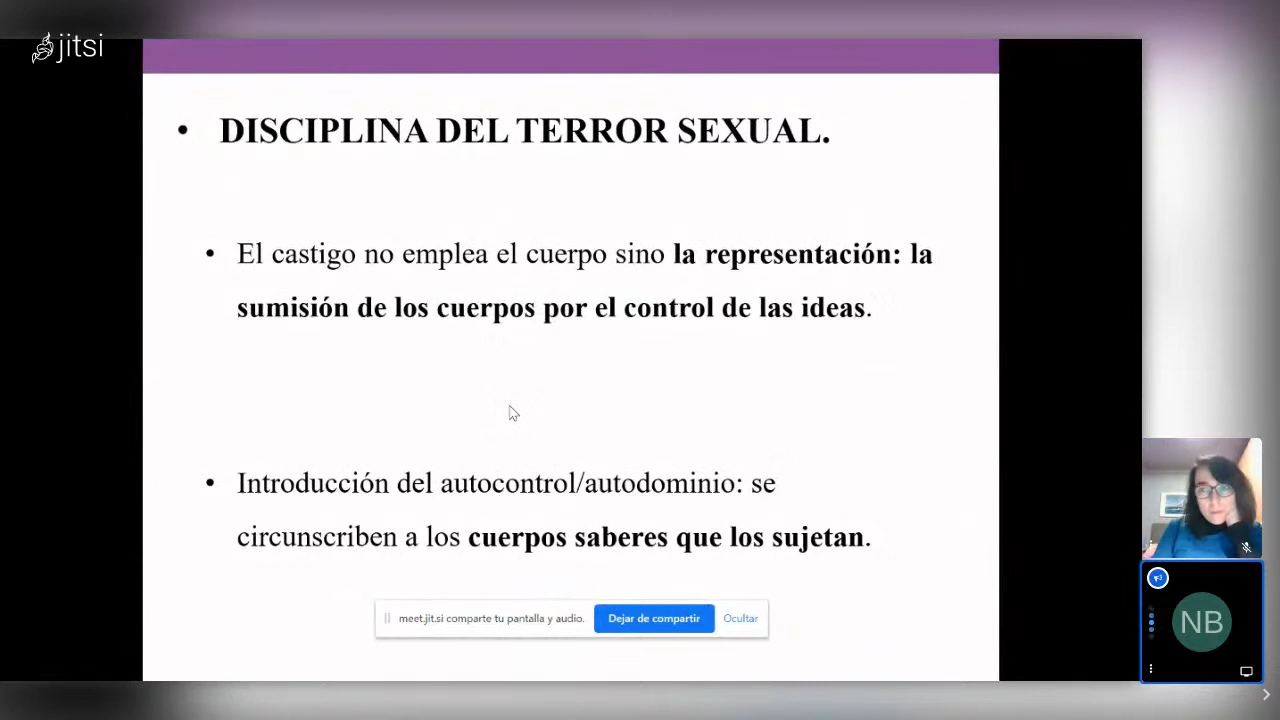 jitsi
• DISCIPLINA DEL TERROR SEXUAL.
• El castigo no emplea el cuerpo sino la representación: la
sumisión de los cuerpos por el control de las ideas.
• Introducción del autocontrol/autodominio: se
circunscriben a los cuerpos saberes que los sujetan.
meet.jit.si comparte tu pantalla y audio. Dejar de compartir Ocultar
NB